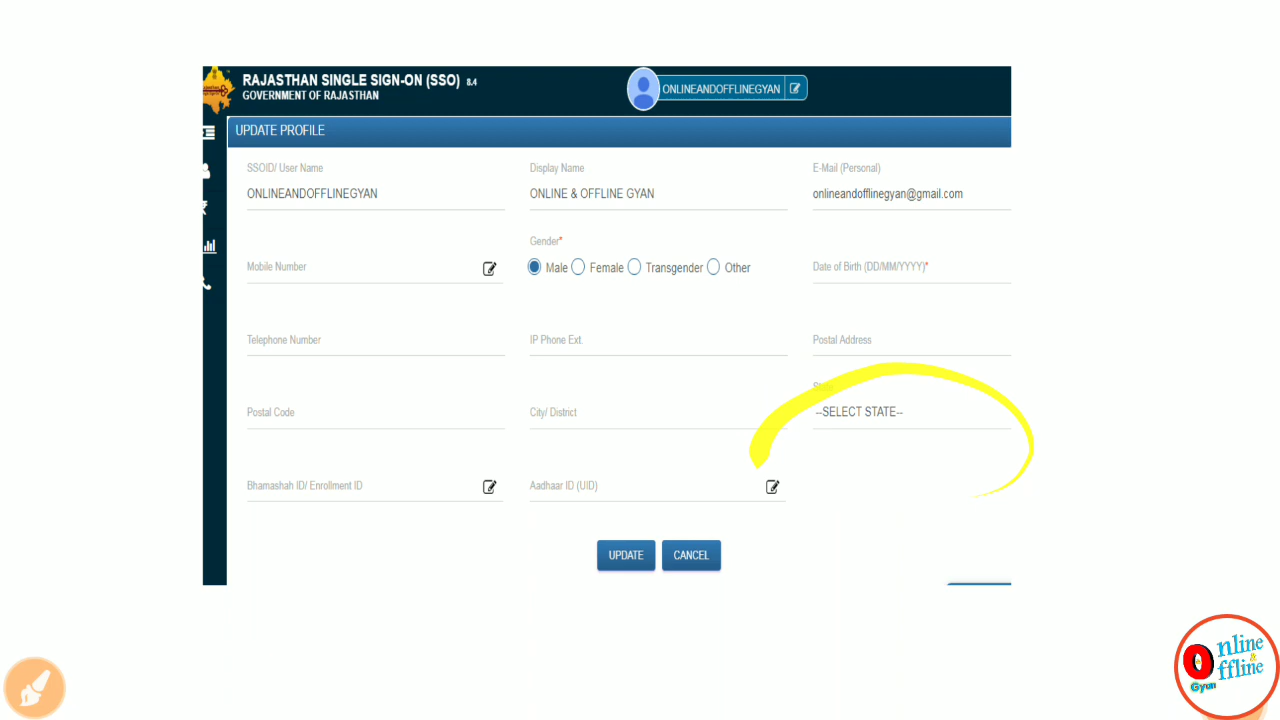 RAJASTHAN SINGLE SIGN-ON (SSO) 8.4
GOVERNMENT OF RAJASTHAN
ONLINEANDOFFLINEGYAN
UPDATE PROFILE
SSOID/ User Name
Display Name
E-Mail (Personal)
ONLINEANDOFFLINEGYAN
ONLINE & OFFLINE GYAN
onlineandofflinegyan@gmail.com
Gender*
Mobile Number
Male Female Transgender Other
Date of Birth (DD/MM/YYYY)*
Telephone Number
IP Phone Ext.
Postal Address
State
Postal Code
City/ District
--SELECT STATE--
Bhamashah ID/ Enrollment ID
Aadhaar ID (UID)
UPDATE
CANCEL
Online
&
Offline
Gyan